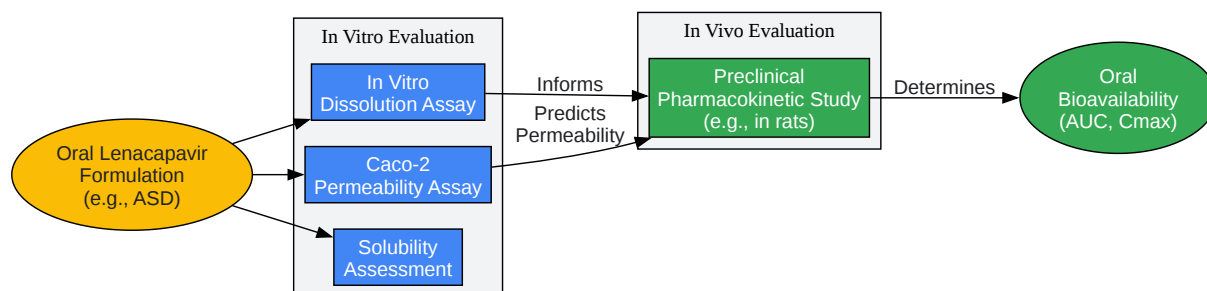 Oral Lenacapavir
Formulation
(e.g., ASD)
In Vitro Evaluation
In Vitro
Dissolution Assay
Caco-2
Permeability Assay
Solubility
Assessment
Informs
Predicts
Permeability
In Vivo Evaluation
Preclinical
Pharmacokinetic Study
(e.g., in rats)
Determines
Oral
Bioavailability
(AUC, Cmax)